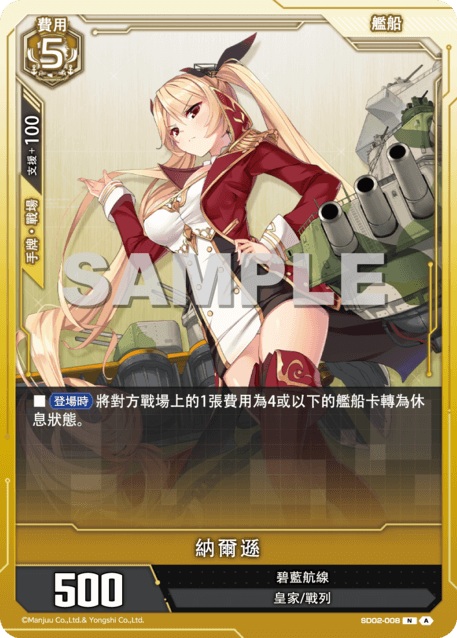 費用
5
艦船
支援+100
手牌・戰場
SAMPLE
■ 登場時 將對方戰場上的1張費用為4或以下的艦船卡轉為休
息狀態。
納爾遜
500
碧藍航線
皇家/戰列
©Manjuu Co.,Ltd.& Yongshi Co.,Ltd.
SD02-008 N A